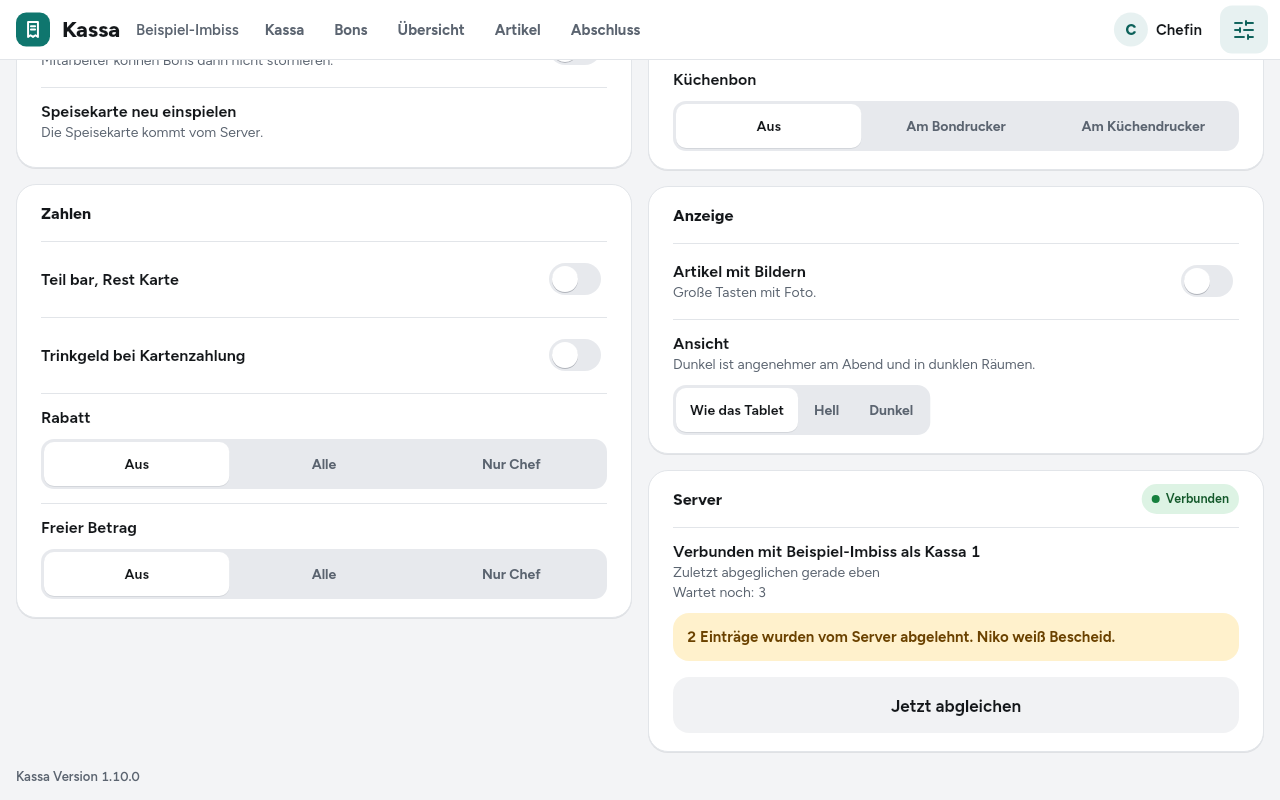 Kassa
Beispiel-Imbiss
Kassa
Bons
Übersicht
Artikel
Abschluss
C
Chefin
Mitarbeiter können Bons dann nicht stornieren.
Speisekarte neu einspielen
Die Speisekarte kommt vom Server.
Zahlen
Teil bar, Rest Karte
Trinkgeld bei Kartenzahlung
Rabatt
Aus
Alle
Nur Chef
Freier Betrag
Aus
Alle
Nur Chef
Küchenbon
Aus
Am Bondrucker
Am Küchendrucker
Anzeige
Artikel mit Bildern
Große Tasten mit Foto.
Ansicht
Dunkel ist angenehmer am Abend und in dunklen Räumen.
Wie das Tablet
Hell
Dunkel
Server
Verbunden
Verbunden mit Beispiel-Imbiss als Kassa 1
Zuletzt abgeglichen gerade eben
Wartet noch: 3
2 Einträge wurden vom Server abgelehnt. Niko weiß Bescheid.
Jetzt abgleichen
Kassa Version 1.10.0